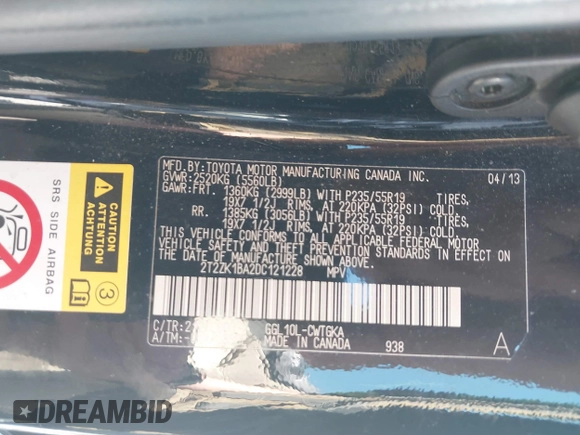 MFD.BY:TOYOTA MOTOR MANUFACTURING CANADA INC. 04/13
GVWR:2520KG (5560LB)
GAWR:FRT. 1360KG (2999LB) WITH P235/55R19 TIRES,
19X7 1/2J RIMS AT 220KPA (32PSI) COLD.
RR. 1385KG (3056LB) WITH P235/55R19 TIRES,
19X7 1/2J RIMS AT 220KPA (32PSI) COLD.
THIS VEHICLE CONFORMS TO ALL APPLICABLE FEDERAL MOTOR
VEHICLE SAFETY AND THEFT PREVENTION STANDARDS IN EFFECT ON
THE DATE OF MANUFACTURE SHOWN ABOVE.
2T2ZK1BA2DC121228 MPV
C/TR:2 GGL10L-CWTGKA
A/TM:- MADE IN CANADA 938 A
CAUTION
ACHTUNG
ATTENTION
3
SRS SIDE AIRBAG
DREAMBID